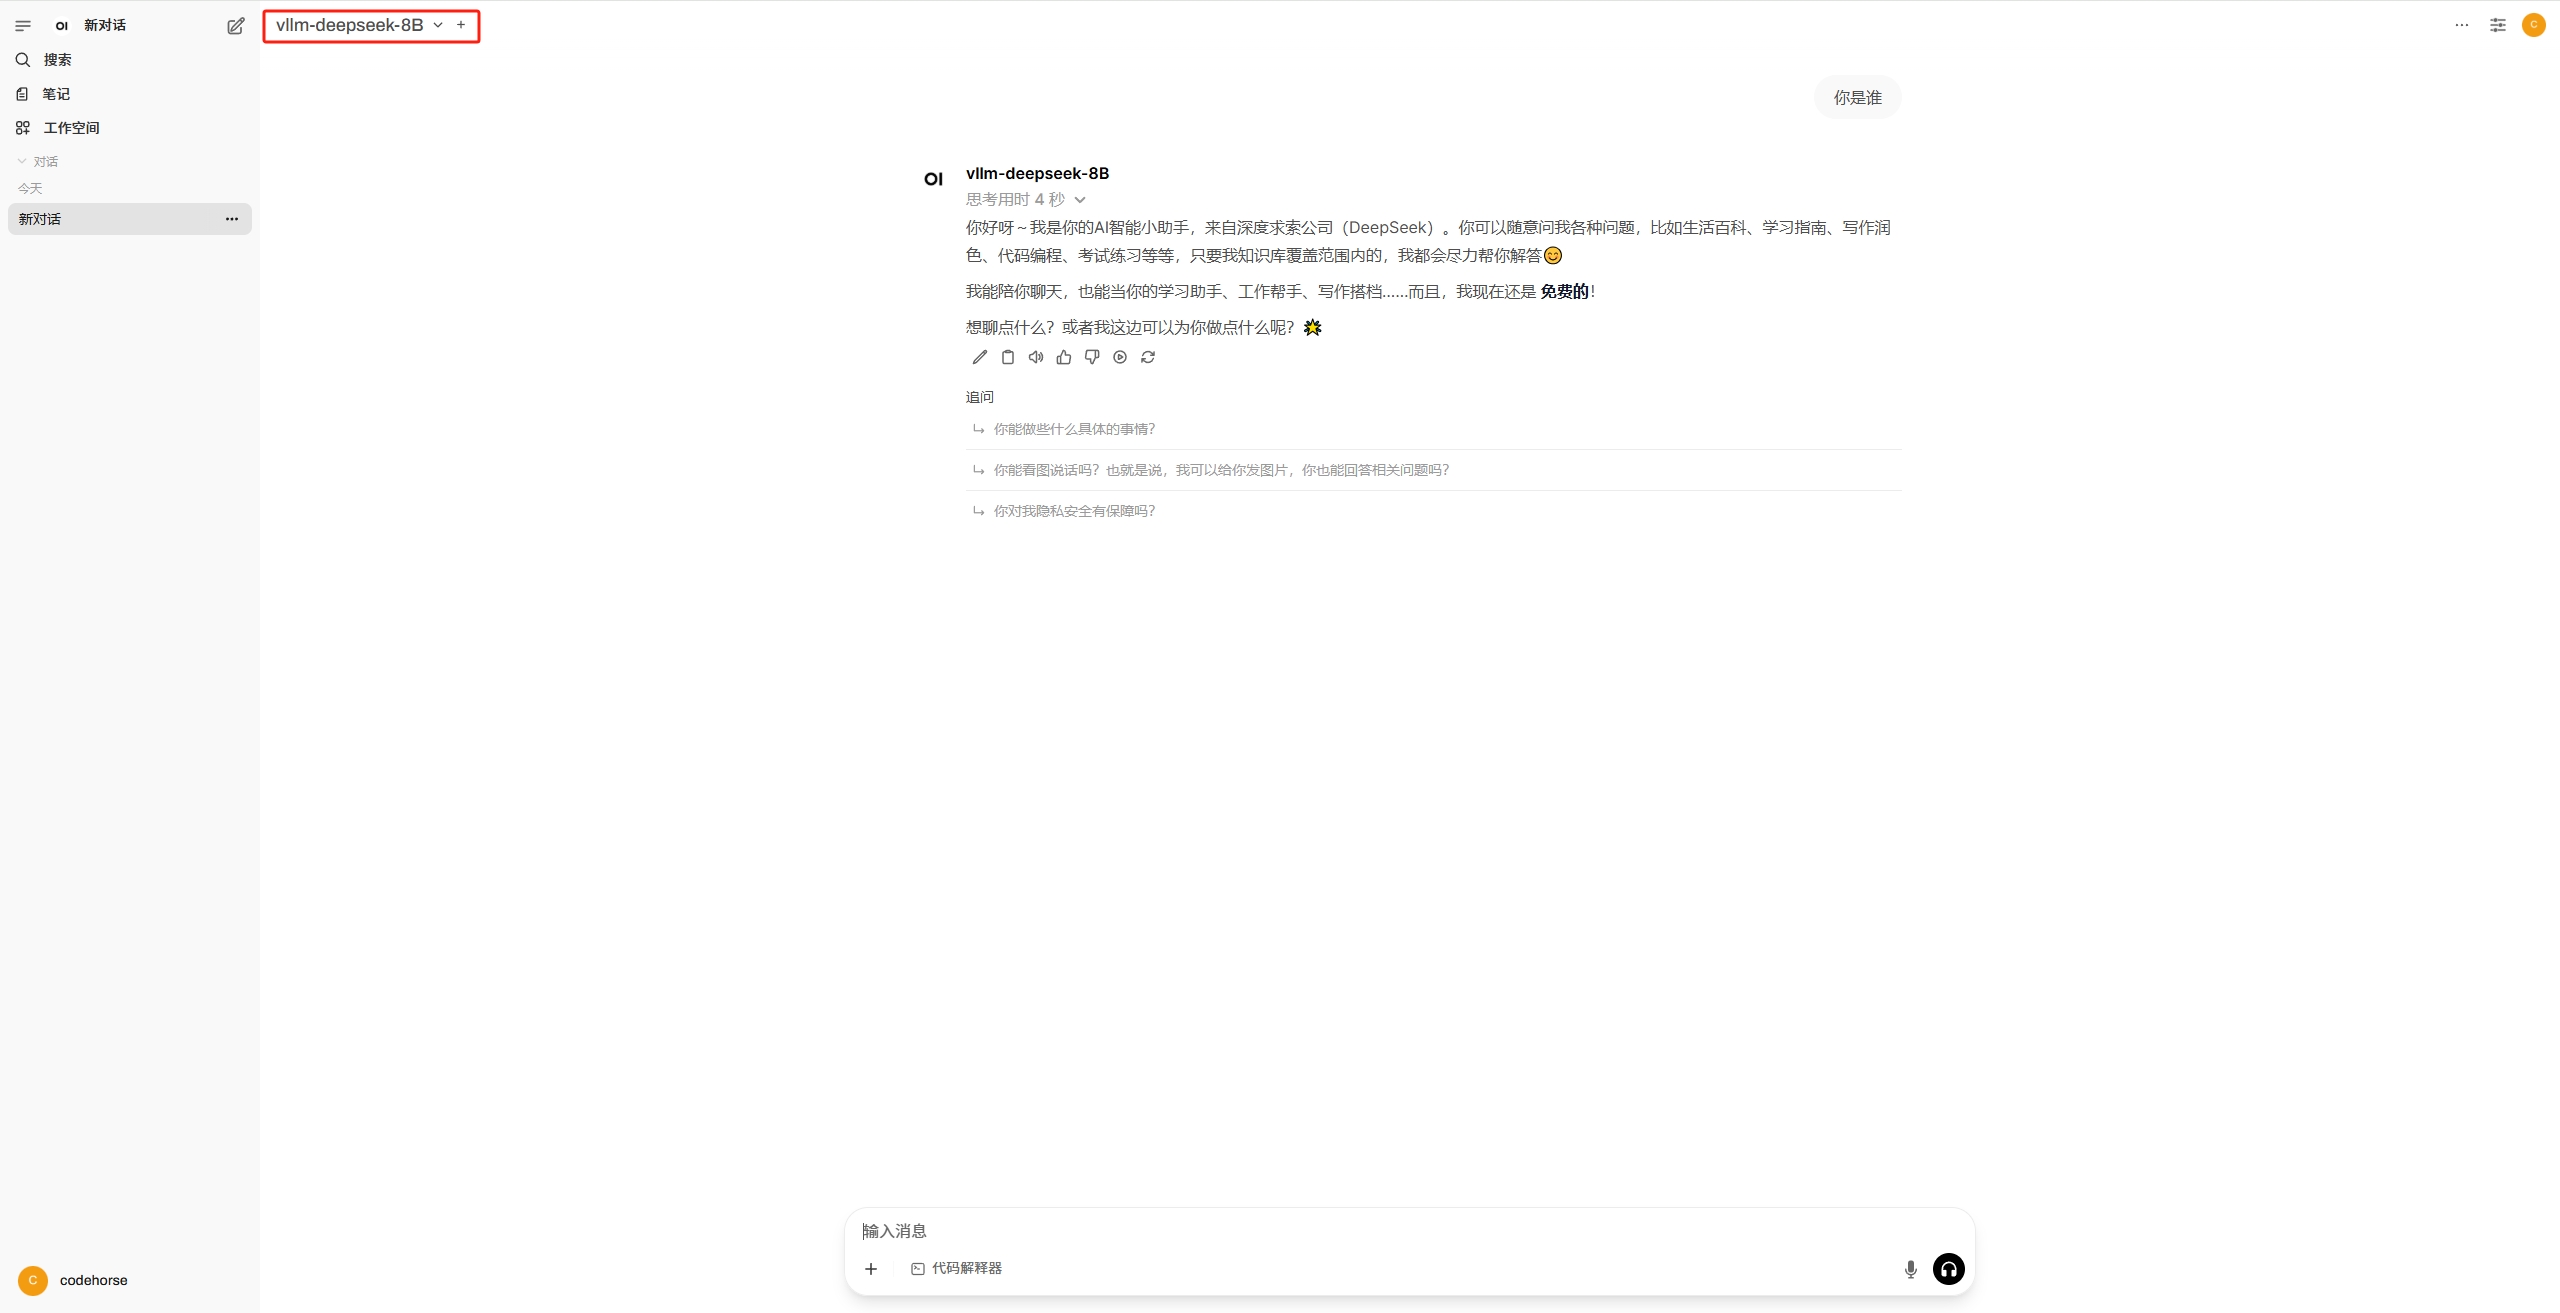 OI 新对话
搜索
笔记
工作空间
对话
今天
新对话
codehorse
C
vllm-deepseek-8B
C
你是谁
OI
vllm-deepseek-8B
思考用时 4 秒
你好呀～我是你的AI智能小助手，来自深度求索公司（DeepSeek）。你可以随意问我各种问题，比如生活百科、学习指南、写作润
色、代码编程、考试练习等等，只要我知识库覆盖范围内的，我都会尽力帮你解答😊
我能陪你聊天，也能当你的学习助手、工作帮手、写作搭档……而且，我现在还是 免费的！
想聊点什么？或者我这边可以为你做点什么呢？🌟
追问
你能做些什么具体的事情？
你能看图说话吗？也就是说，我可以给你发图片，你也能回答相关问题吗？
你对我隐私安全有保障吗？
输入消息
代码解释器